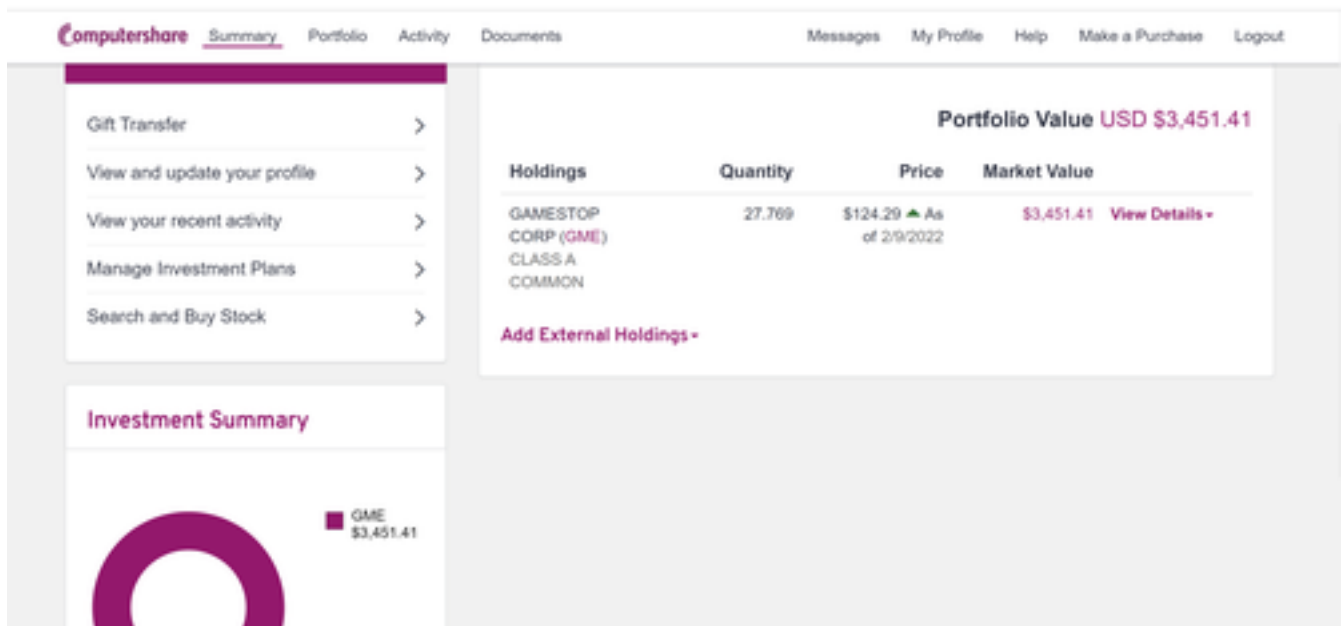 Computershare Summary Portfolio Activity Documents Messages My Profile Help Make a Purchase Logout
Gift Transfer
View and update your profile
View your recent activity
Manage Investment Plans
Search and Buy Stock
Portfolio Value USD $3,451.41
Holdings Quantity Price Market Value
GAMESTOP 27.769 $124.29 As $3,451.41 View Details
CORP (GME) of 2/9/2022
CLASS A
COMMON
Add External Holdings
Investment Summary
GME
$3,451.41